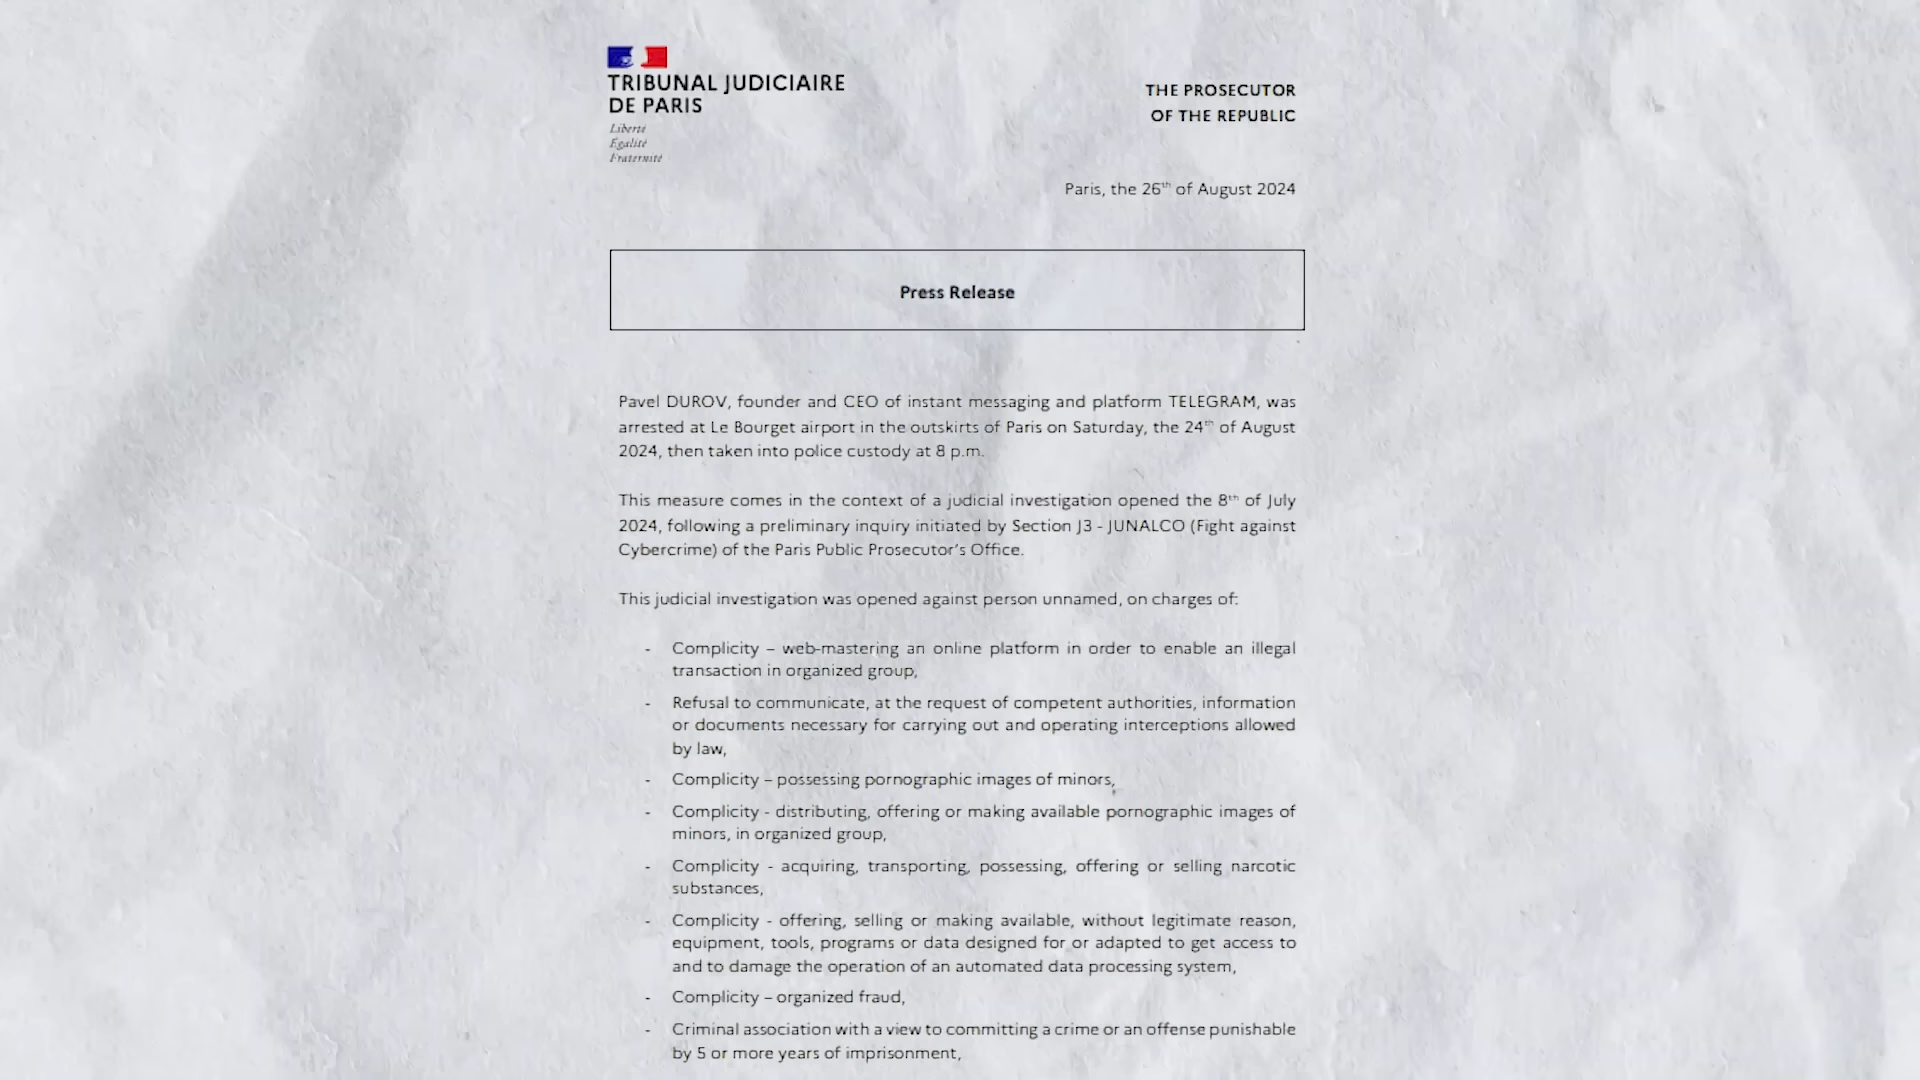 TRIBUNAL JUDICIAIRE
DE PARIS
Liberté
Égalité
Fraternité
THE PROSECUTOR
OF THE REPUBLIC
Paris, the 26th of August 2024
Press Release
Pavel DUROV, founder and CEO of instant messaging and platform TELEGRAM, was
arrested at Le Bourget airport in the outskirts of Paris on Saturday, the 24th of August
2024, then taken into police custody at 8 p.m.
This measure comes in the context of a judicial investigation opened the 8th of July
2024, following a preliminary inquiry initiated by Section J3 - JUNALCO (Fight against
Cybercrime) of the Paris Public Prosecutor's Office.
This judicial investigation was opened against person unnamed, on charges of:
- Complicity – web-mastering an online platform in order to enable an illegal
transaction in organized group,
- Refusal to communicate, at the request of competent authorities, information
or documents necessary for carrying out and operating interceptions allowed
by law,
- Complicity – possessing pornographic images of minors,
- Complicity - distributing, offering or making available pornographic images of
minors, in organized group,
- Complicity - acquiring, transporting, possessing, offering or selling narcotic
substances,
- Complicity - offering, selling or making available, without legitimate reason,
equipment, tools, programs or data designed for or adapted to get access to
and to damage the operation of an automated data processing system,
- Complicity – organized fraud,
- Criminal association with a view to committing a crime or an offense punishable
by 5 or more years of imprisonment,